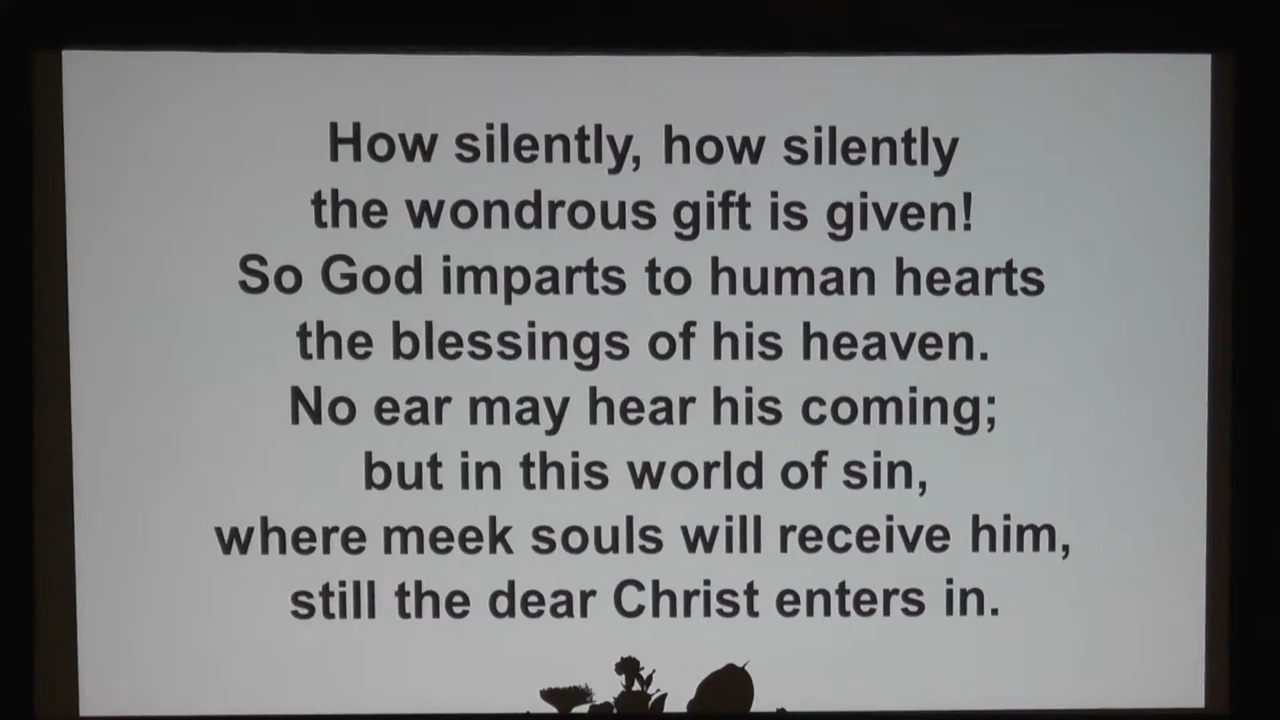 How silently, how silently
the wondrous gift is given!
So God imparts to human hearts
the blessings of his heaven.
No ear may hear his coming;
but in this world of sin,
where meek souls will receive him,
still the dear Christ enters in.